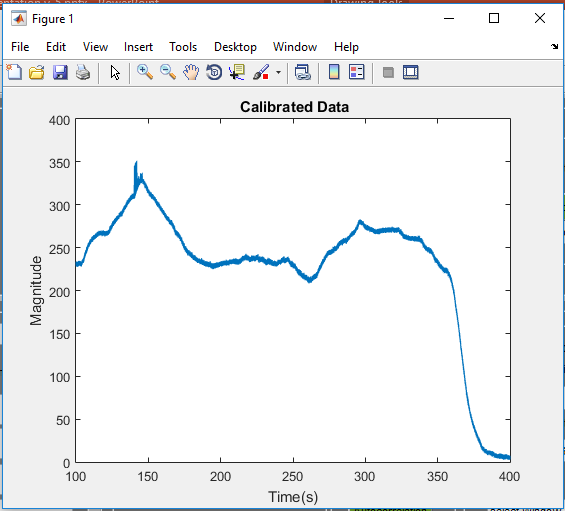 Figure 1
File Edit View Insert Tools Desktop Window Help
Calibrated Data
400
350
300
250
200
150
100
50
0
Magnitude
100 150 200 250 300 350 400
Time(s)